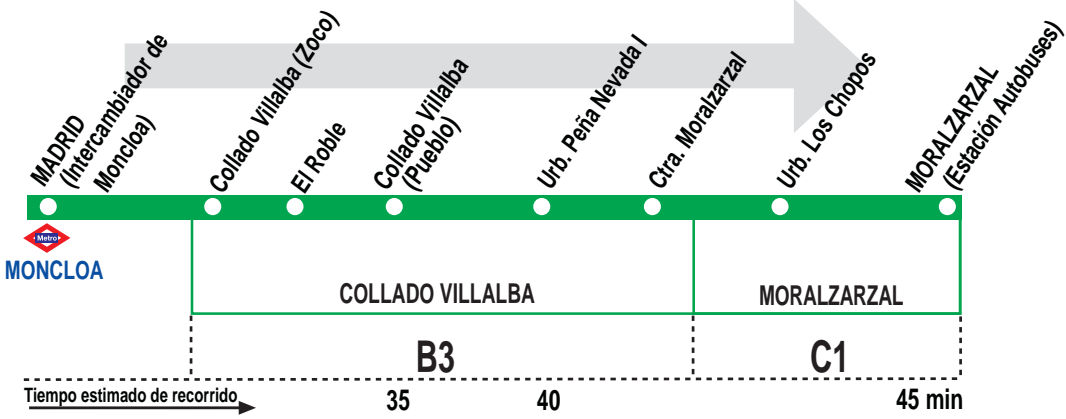 MADRID
(Intercambiador de
Moncloa)
Collado Villalba (Zoco)
El Roble
Collado Villalba
(Pueblo)
Urb. Peña Nevada I
Ctra. Moralzarzal
Urb. Los Chopos
MORALZARZAL
(Estación Autobuses)
Metro
MONCLOA
COLLADO VILLALBA
MORALZARZAL
B3
C1
Tiempo estimado de recorrido
35
40
45 min